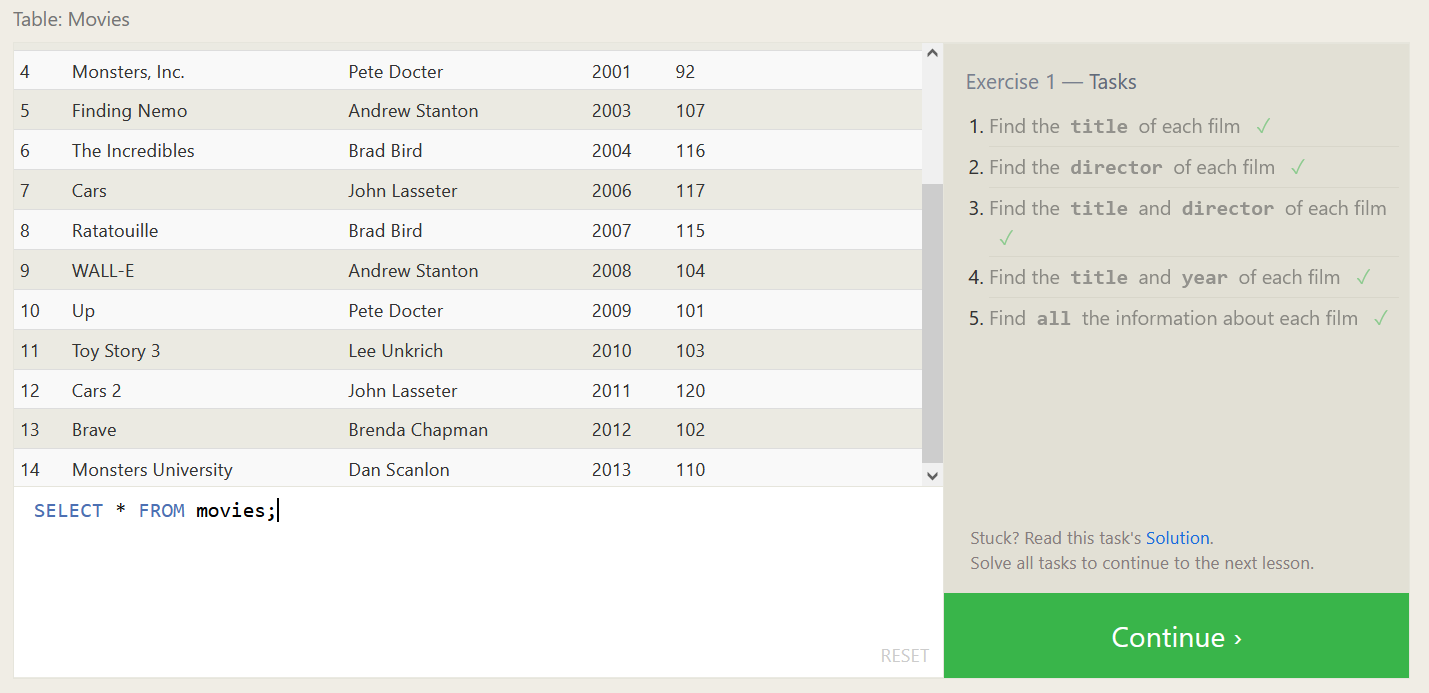 Table: Movies
4 Monsters, Inc. Pete Docter 2001 92
5 Finding Nemo Andrew Stanton 2003 107
6 The Incredibles Brad Bird 2004 116
7 Cars John Lasseter 2006 117
8 Ratatouille Brad Bird 2007 115
9 WALL-E Andrew Stanton 2008 104
10 Up Pete Docter 2009 101
11 Toy Story 3 Lee Unkrich 2010 103
12 Cars 2 John Lasseter 2011 120
13 Brave Brenda Chapman 2012 102
14 Monsters University Dan Scanlon 2013 110
SELECT * FROM movies;
RESET
Exercise 1 — Tasks
1. Find the title of each film ✓
2. Find the director of each film ✓
3. Find the title and director of each film
✓
4. Find the title and year of each film ✓
5. Find all the information about each film ✓
Stuck? Read this task's Solution.
Solve all tasks to continue to the next lesson.
Continue ›